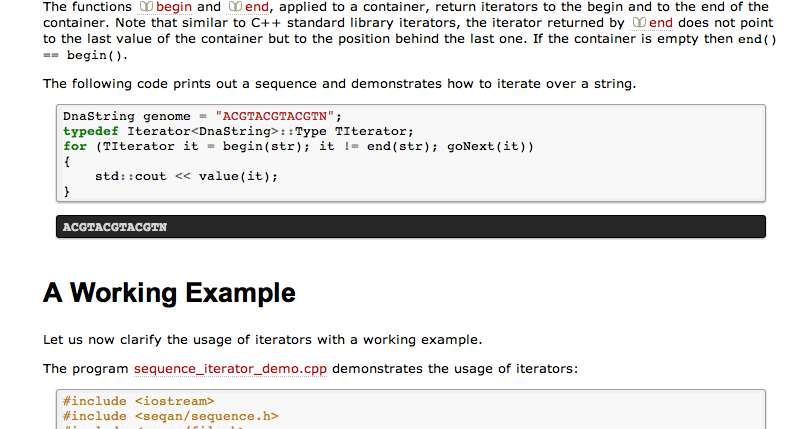 The functions begin and end, applied to a container, return iterators to the begin and to the end of the
container. Note that similar to C++ standard library iterators, the iterator returned by end does not point
to the last value of the container but to the position behind the last one. If the container is empty then end()
== begin().
The following code prints out a sequence and demonstrates how to iterate over a string.
DnaString genome = "ACGTACGTACGTN";
typedef Iterator<DnaString>::Type TIterator;
for (TIterator it = begin(str); it != end(str); goNext(it))
{
    std::cout << value(it);
}
ACGTACGTACGTN
A Working Example
Let us now clarify the usage of iterators with a working example.
The program sequence_iterator_demo.cpp demonstrates the usage of iterators:
#include <iostream>
#include <seqan/sequence.h>